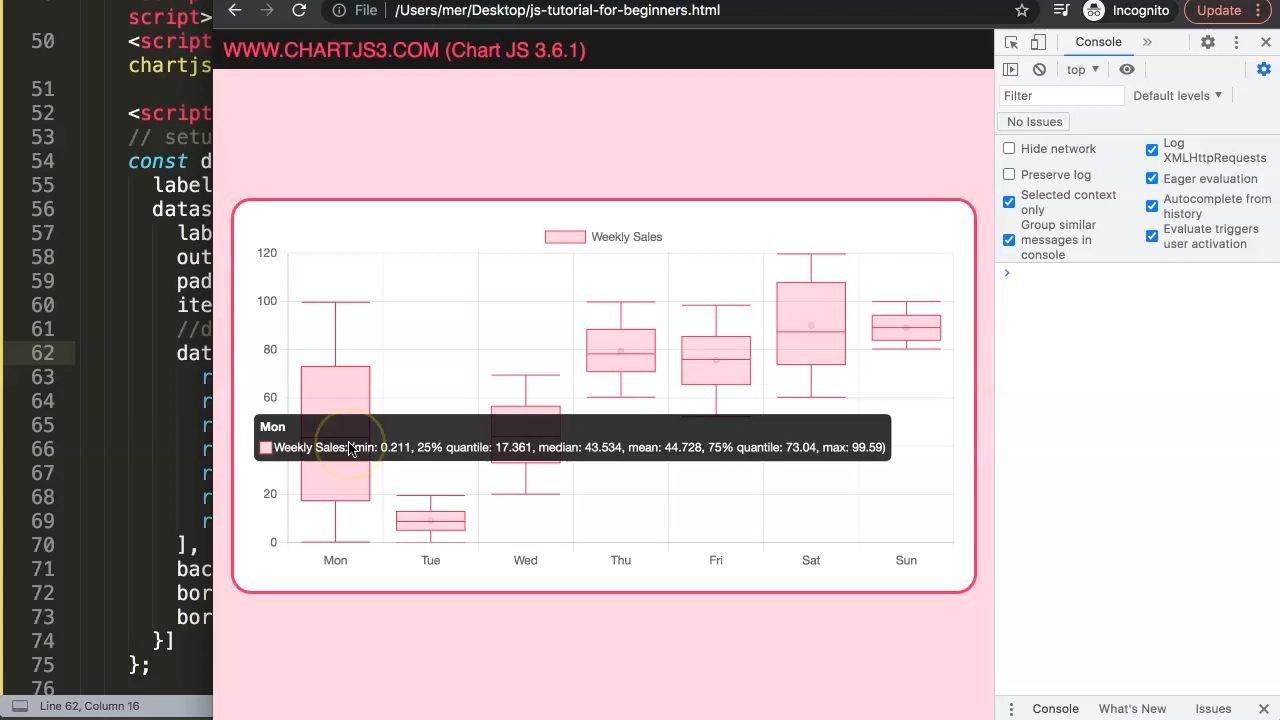 script>
50 <script
chartjs
51
52 <script
53 // setu
54 const d
55 label
56 datas
57 lab
58 out
59 pad
60 ite
61 //d
62 dat
63 r
64 r
65 r
66 r
67 r
68 r
69 r
70 ],
71 bac
72 bor
73 bor
74 }]
75 };
76
Line 62, Column 16
File /Users/mer/Desktop/js-tutorial-for-beginners.html
Incognito
Update
WWW.CHARTJS3.COM (Chart JS 3.6.1)
Weekly Sales
120
100
80
60
20
0
Mon
Weekly Sales: (min: 0.211, 25% quantile: 17.361, median: 43.534, mean: 44.728, 75% quantile: 73.04, max: 99.59)
Mon Tue Wed Thu Fri Sat Sun
Console »
top
Filter
Default levels
No Issues
Hide network
Log XMLHttpRequests
Preserve log
Eager evaluation
Selected context only
Autocomplete from history
Group similar messages in console
Evaluate triggers user activation
Console What's New Issues